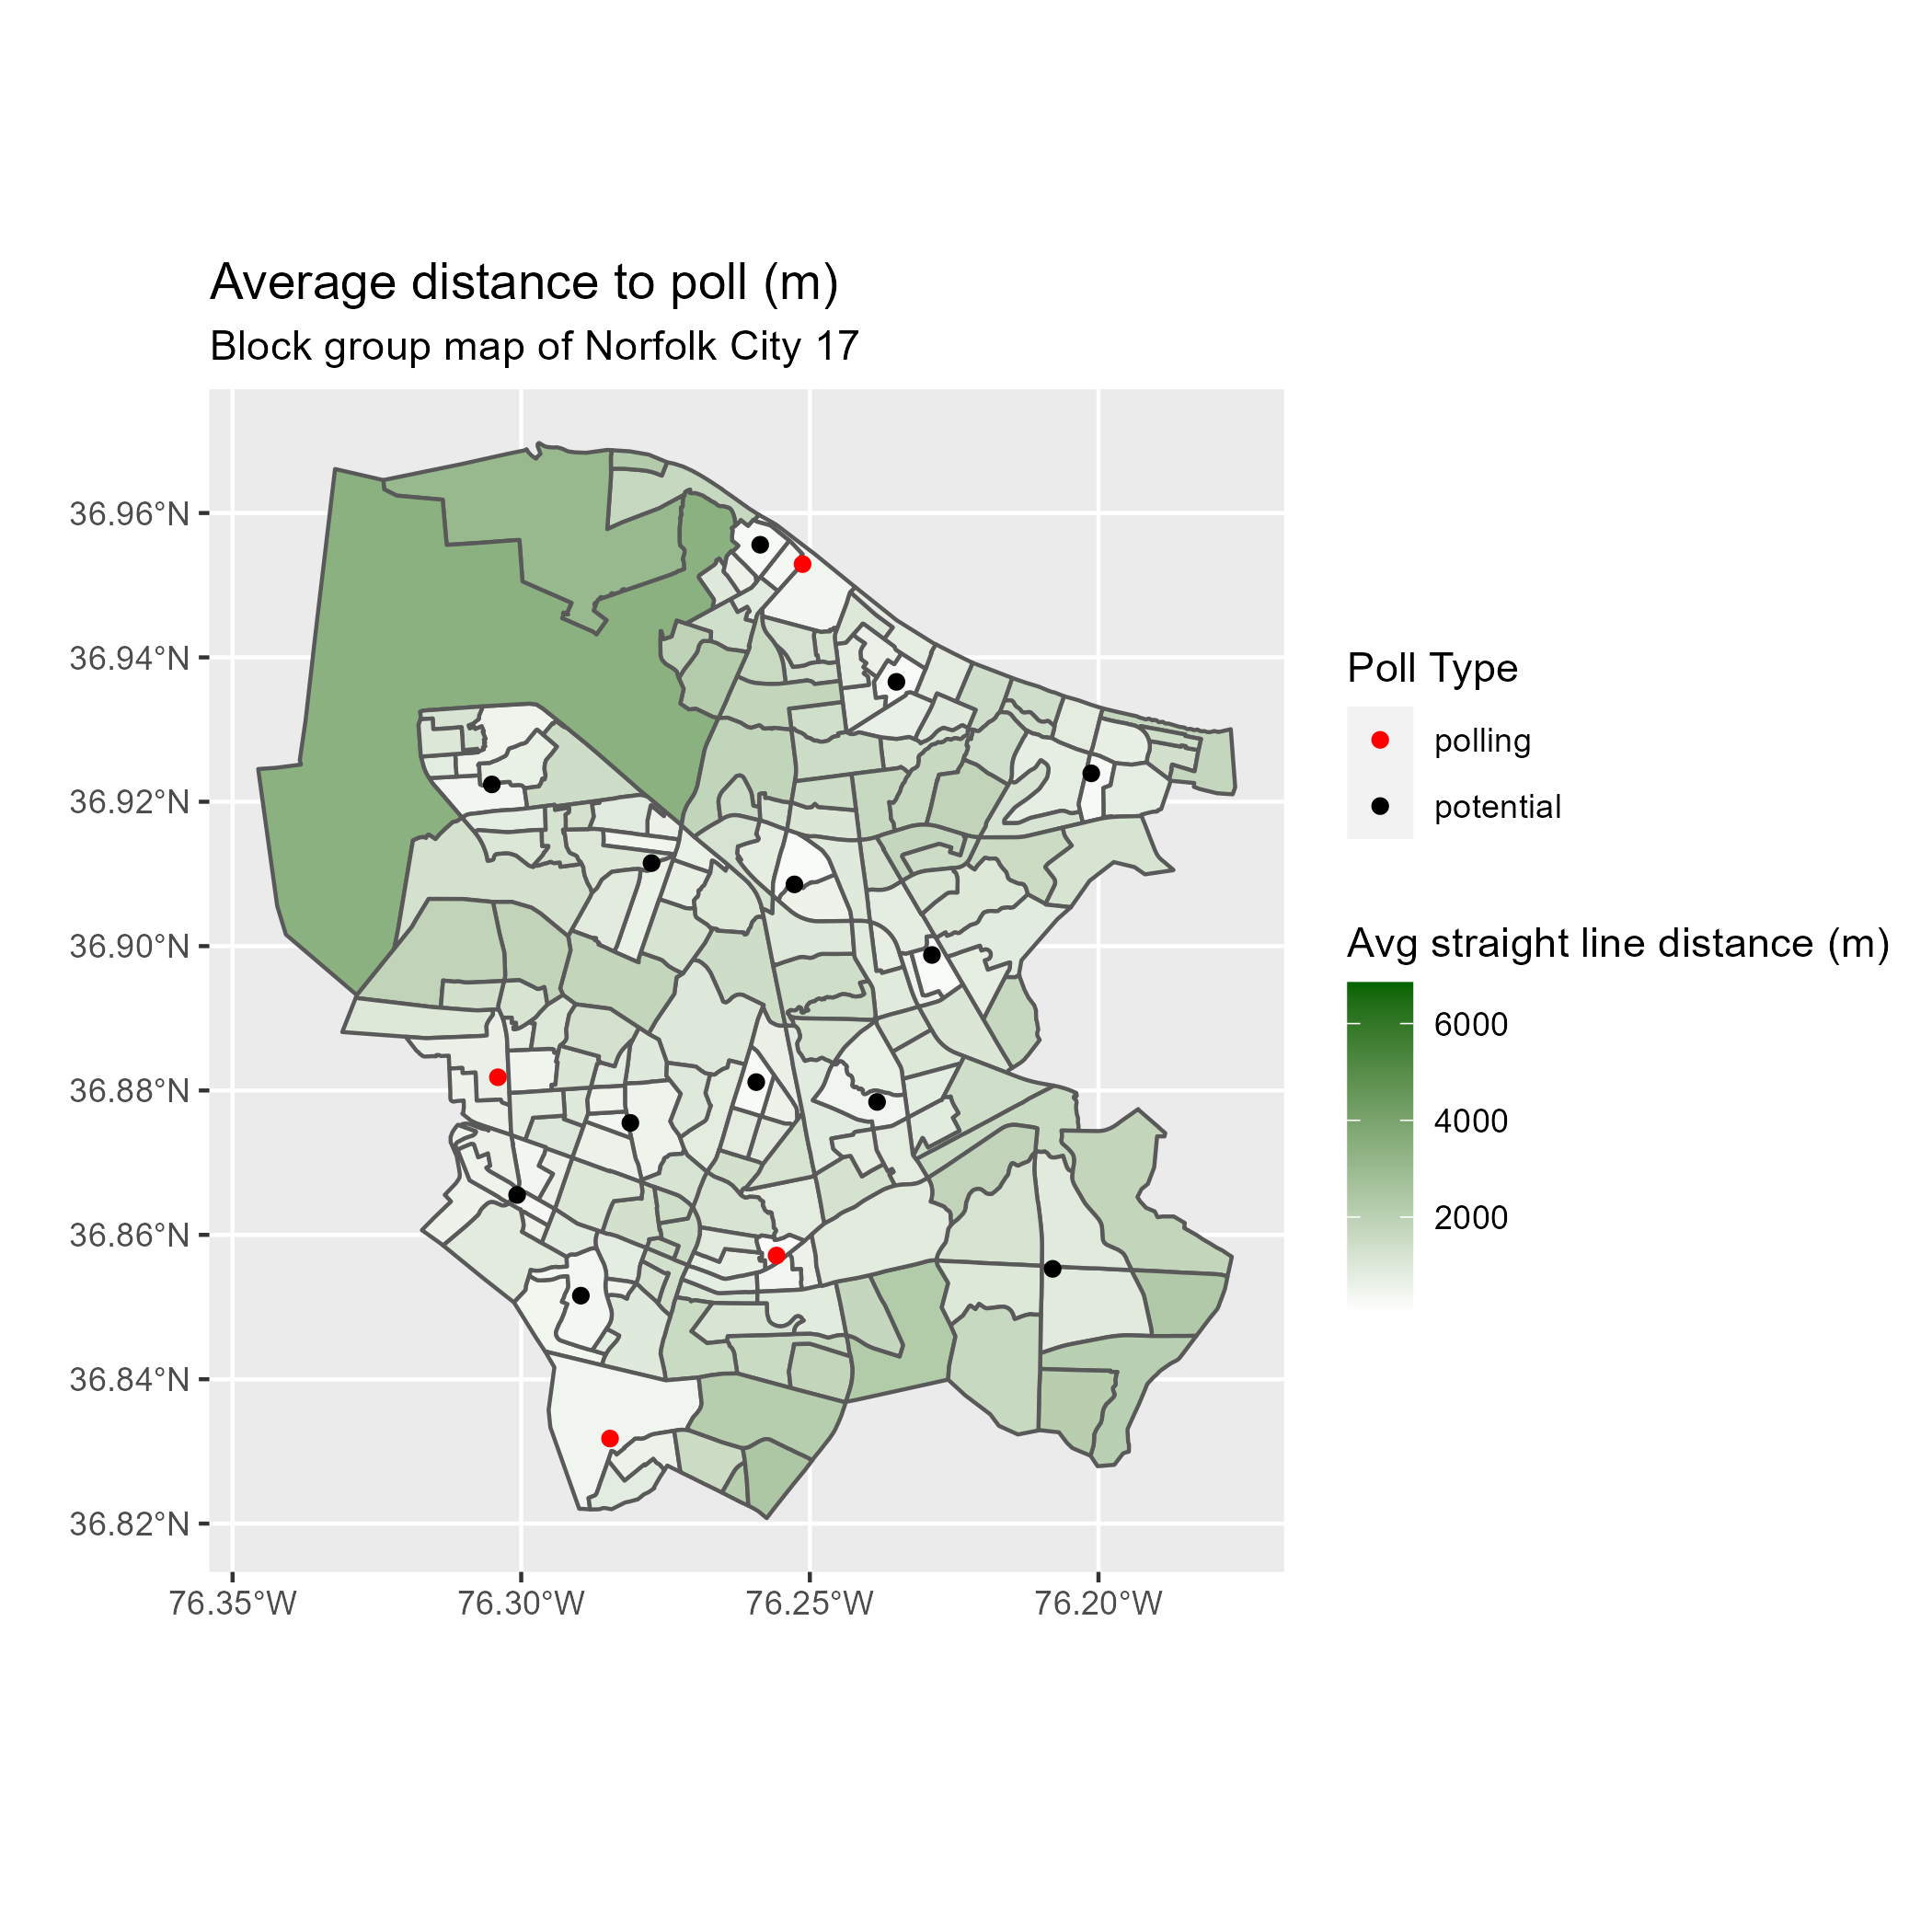 Average distance to poll (m)
Block group map of Norfolk City 17
36.96°N
36.94°N
36.92°N
36.90°N
36.88°N
36.86°N
36.84°N
36.82°N
76.35°W
76.30°W
76.25°W
76.20°W
Poll Type
polling
potential
Avg straight line distance (m)
6000
4000
2000